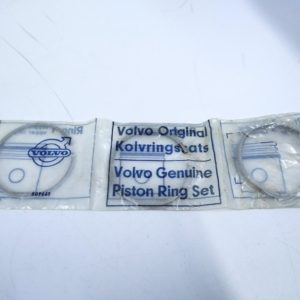 VOLVO
Volvo Original
Kolvringssats
Volvo Genuine
Piston Ring Set